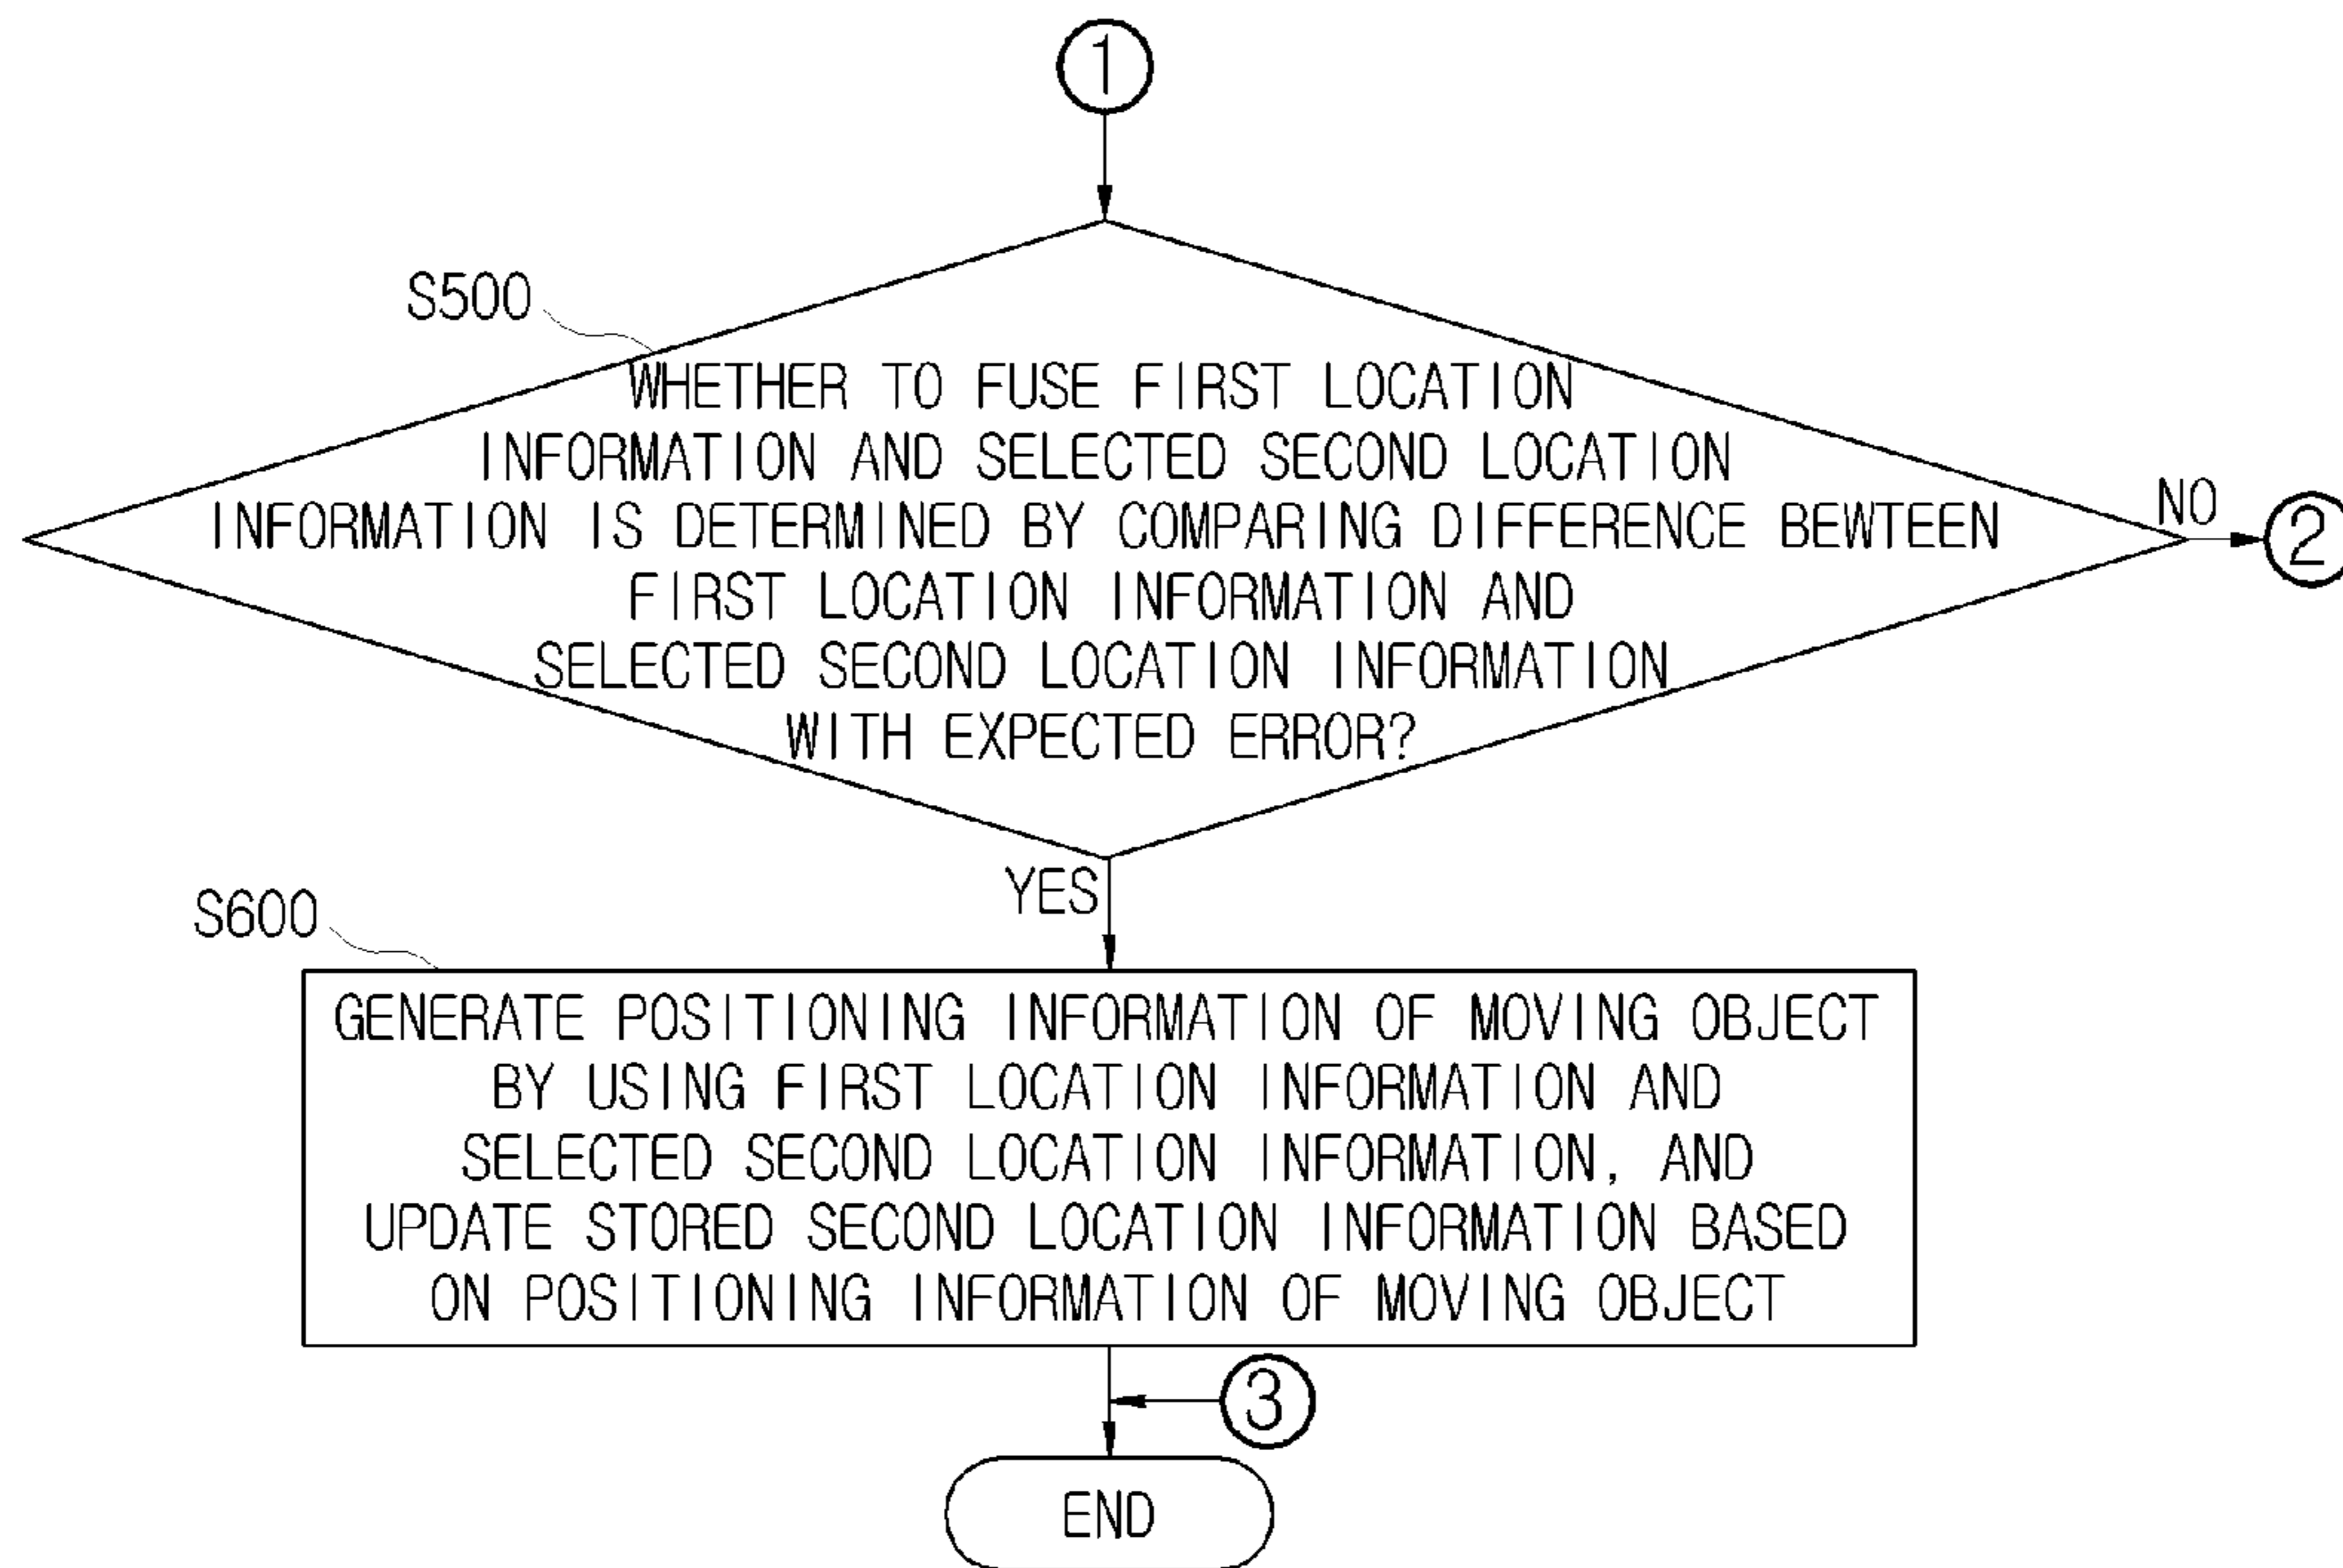 1
S500
WHETHER TO FUSE FIRST LOCATION
INFORMATION AND SELECTED SECOND LOCATION
INFORMATION IS DETERMINED BY COMPARING DIFFERENCE BEWTEEN
FIRST LOCATION INFORMATION AND
SELECTED SECOND LOCATION INFORMATION
WITH EXPECTED ERROR?
NO
2
YES
S600
GENERATE POSITIONING INFORMATION OF MOVING OBJECT
BY USING FIRST LOCATION INFORMATION AND
SELECTED SECOND LOCATION INFORMATION, AND
UPDATE STORED SECOND LOCATION INFORMATION BASED
ON POSITIONING INFORMATION OF MOVING OBJECT
3
END